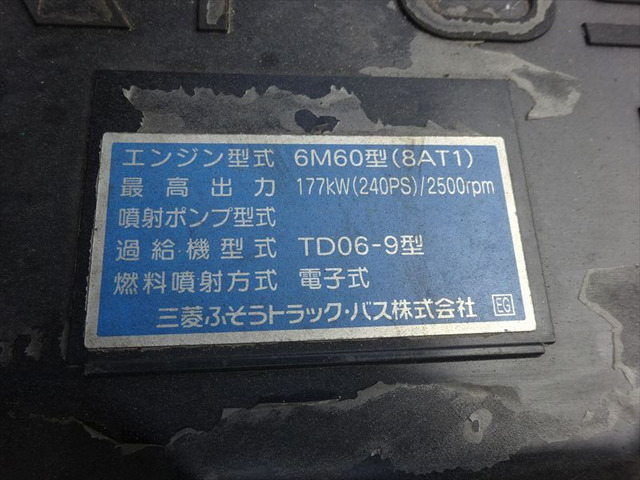 エンジン型式 6M60型(8AT1)
最高出力 177kW(240PS)/2500rpm
噴射ポンプ型式
過給機型式 TD06-9型
燃料噴射方式 電子式
三菱ふそうトラック・バス株式会社 EG